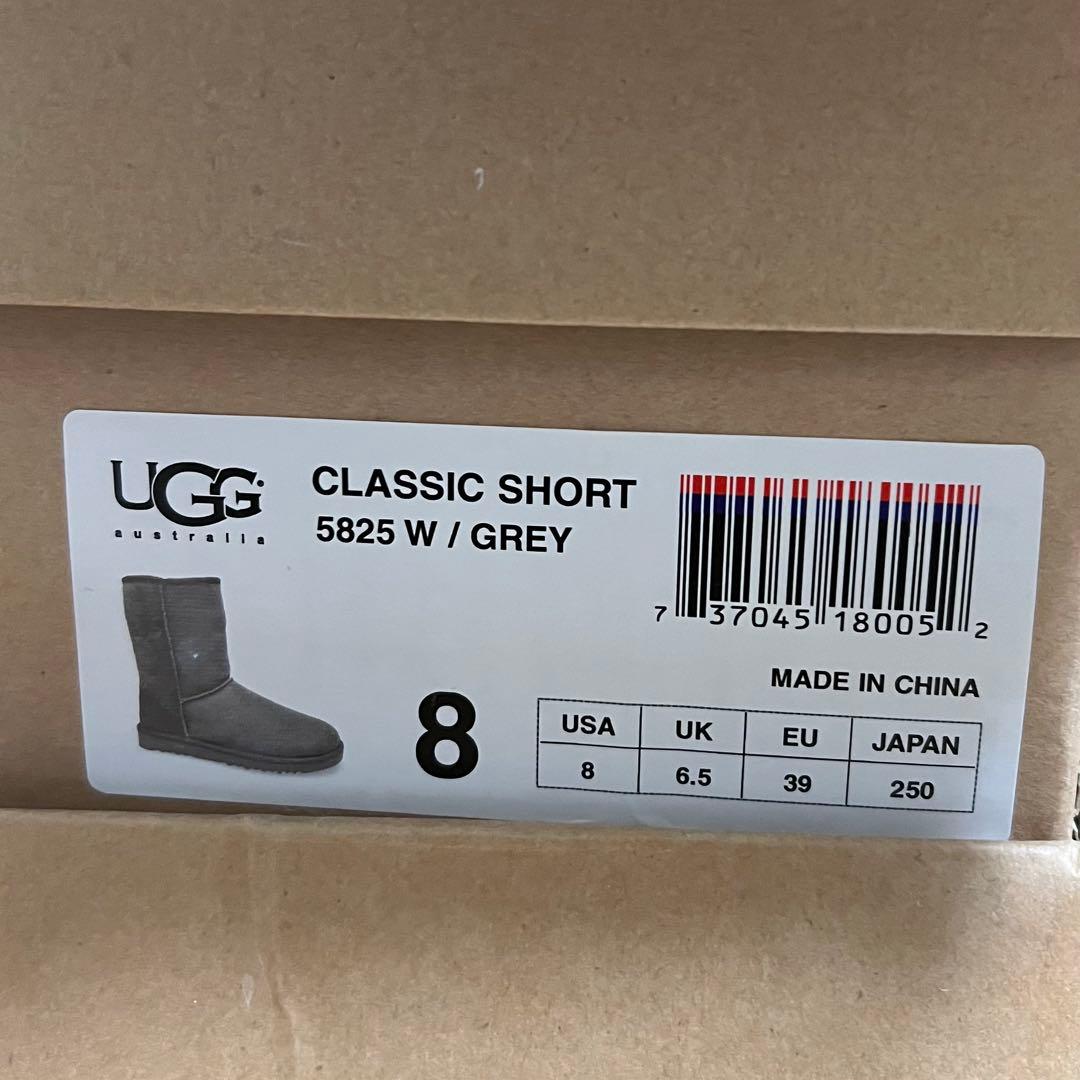 UGG
australia
CLASSIC SHORT
5825 W / GREY
7 37045 18005 2
MADE IN CHINA
8
USA UK EU JAPAN
8 6.5 39 250